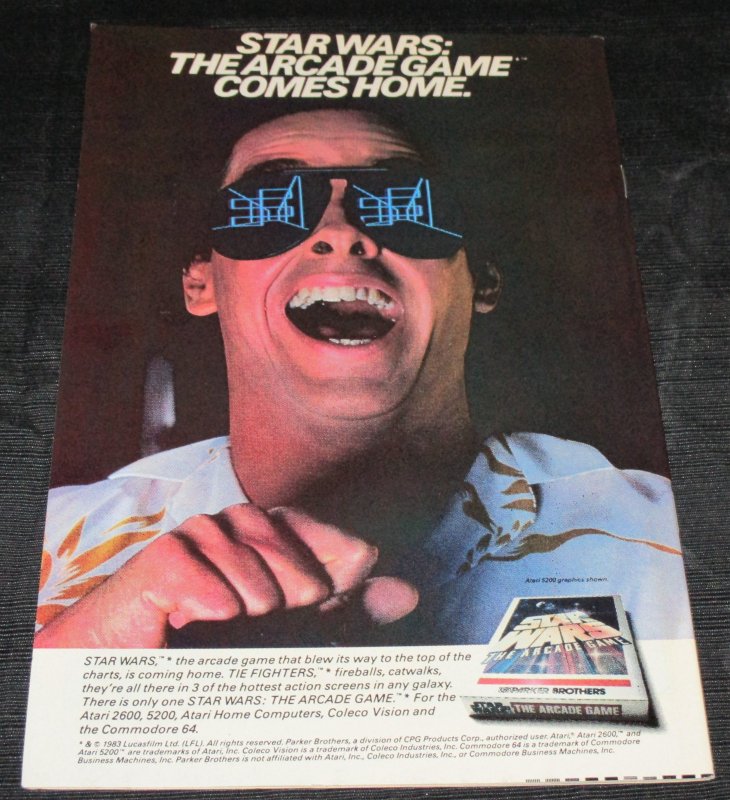 STAR WARS:
THE ARCADE GAME™
COMES HOME.
Atari 5200 graphics shown.
STAR WARS
THE ARCADE GAME
PARKER BROTHERS
STAR WARS THE ARCADE GAME
STAR WARS,™* the arcade game that blew its way to the top of the
charts, is coming home. TIE FIGHTERS,™* fireballs, catwalks,
they're all there in 3 of the hottest action screens in any galaxy.
There is only one STAR WARS: THE ARCADE GAME.™* For the
Atari 2600, 5200, Atari Home Computers, Coleco Vision and
the Commodore 64.
* & © 1983 Lucasfilm Ltd. (LFL). All rights reserved. Parker Brothers, a division of CPG Products Corp., authorized user. Atari,® Atari 2600,™ and
Atari 5200™ are trademarks of Atari, Inc. Coleco Vision is a trademark of Coleco Industries, Inc. Commodore 64 is a trademark of Commodore
Business Machines, Inc. Parker Brothers is not affiliated with Atari, Inc., Coleco Industries, Inc., or Commodore Business Machines, Inc.